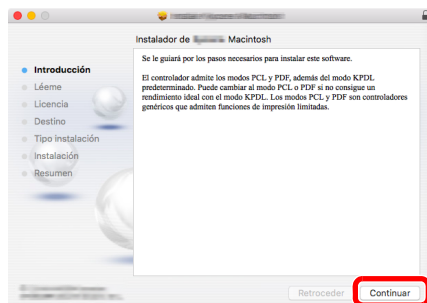 Instalador de Macintosh
Introducción
Léeme
Licencia
Destino
Tipo instalación
Instalación
Resumen
Se le guiará por los pasos necesarios para instalar este software.
El controlador admite los modos PCL y PDF, además del modo KPDL
predeterminado. Puede cambiar al modo PCL o PDF si no consigue un
rendimiento ideal con el modo KPDL. Los modos PCL y PDF son controladores
genéricos que admiten funciones de impresión limitadas.
Retroceder
Continuar